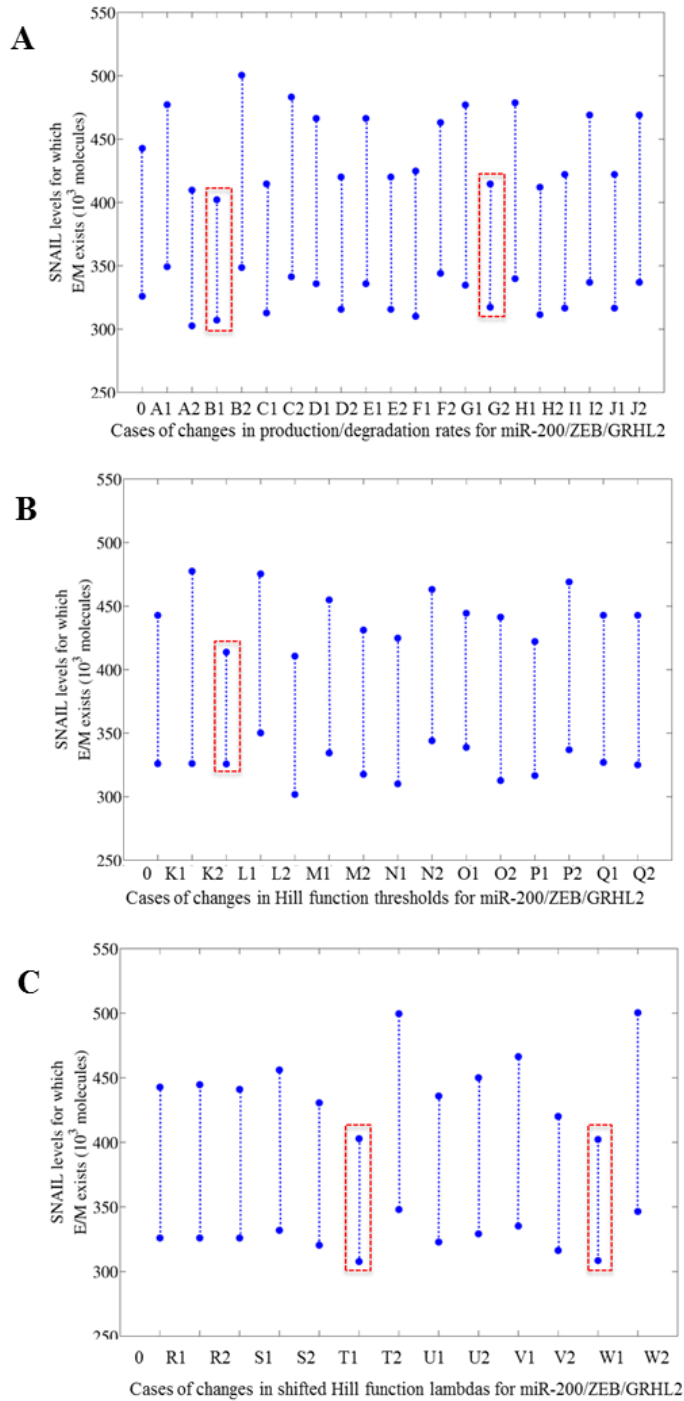 A
SNAIL levels for which
E/M exists (10³ molecules)
550
500
450
400
350
300
250
0 A1 A2 B1 B2 C1 C2 D1 D2 E1 E2 F1 F2 G1 G2 H1 H2 I1 I2 J1 J2
Cases of changes in production/degradation rates for miR-200/ZEB/GRHL2
B
SNAIL levels for which
E/M exists (10³ molecules)
550
500
450
400
350
300
250
0 K1 K2 L1 L2 M1 M2 N1 N2 O1 O2 P1 P2 Q1 Q2
Cases of changes in Hill function thresholds for miR-200/ZEB/GRHL2
C
SNAIL levels for which
E/M exists (10³ molecules)
550
500
450
400
350
300
250
0 R1 R2 S1 S2 T1 T2 U1 U2 V1 V2 W1 W2
Cases of changes in shifted Hill function lambdas for miR-200/ZEB/GRHL2